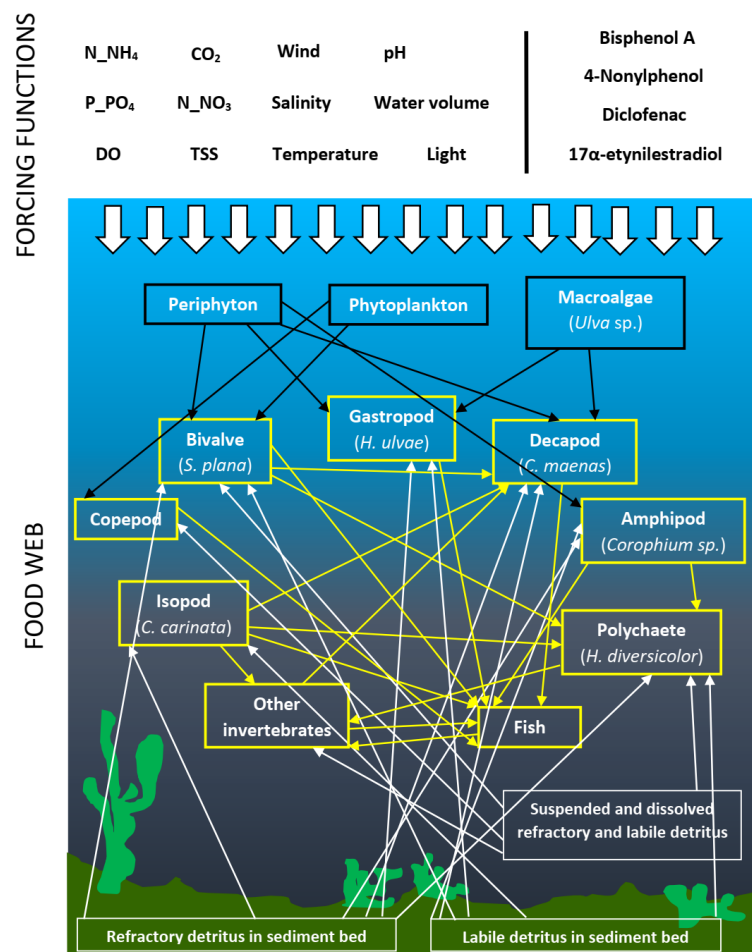 FORCING FUNCTIONS
N_NH₄ CO₂ Wind pH
P_PO₄ N_NO₃ Salinity Water volume
DO TSS Temperature Light
Bisphenol A
4-Nonylphenol
Diclofenac
17α-etynilestradiol
FOOD WEB
Periphyton
Phytoplankton
Macroalgae
(Ulva sp.)
Bivalve
(S. plana)
Gastropod
(H. ulvae)
Decapod
(C. maenas)
Copepod
Amphipod
(Corophium sp.)
Isopod
(C. carinata)
Polychaete
(H. diversicolor)
Other
invertebrates
Fish
Suspended and dissolved
refractory and labile detritus
Refractory detritus in sediment bed
Labile detritus in sediment bed